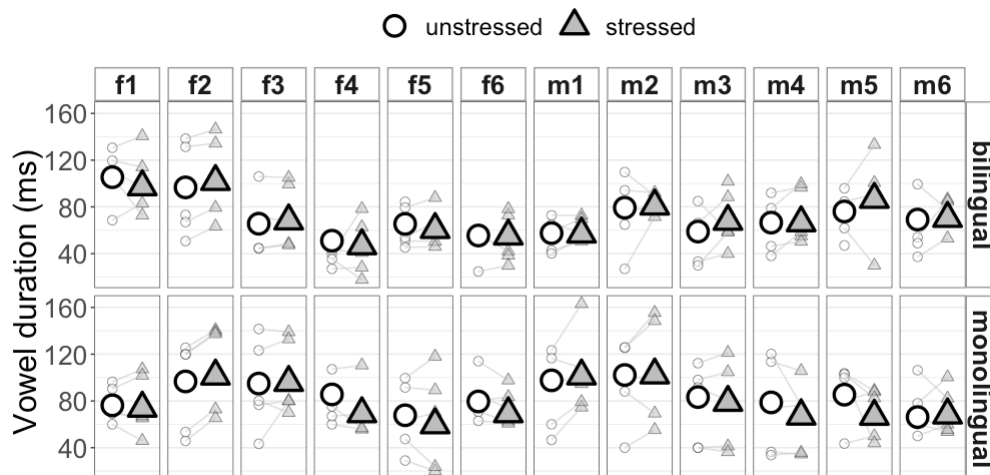 unstressed stressed
f1 f2 f3 f4 f5 f6 m1 m2 m3 m4 m5 m6
Vowel duration (ms)
160
120
80
40
bilingual
160
120
80
40
monolingual